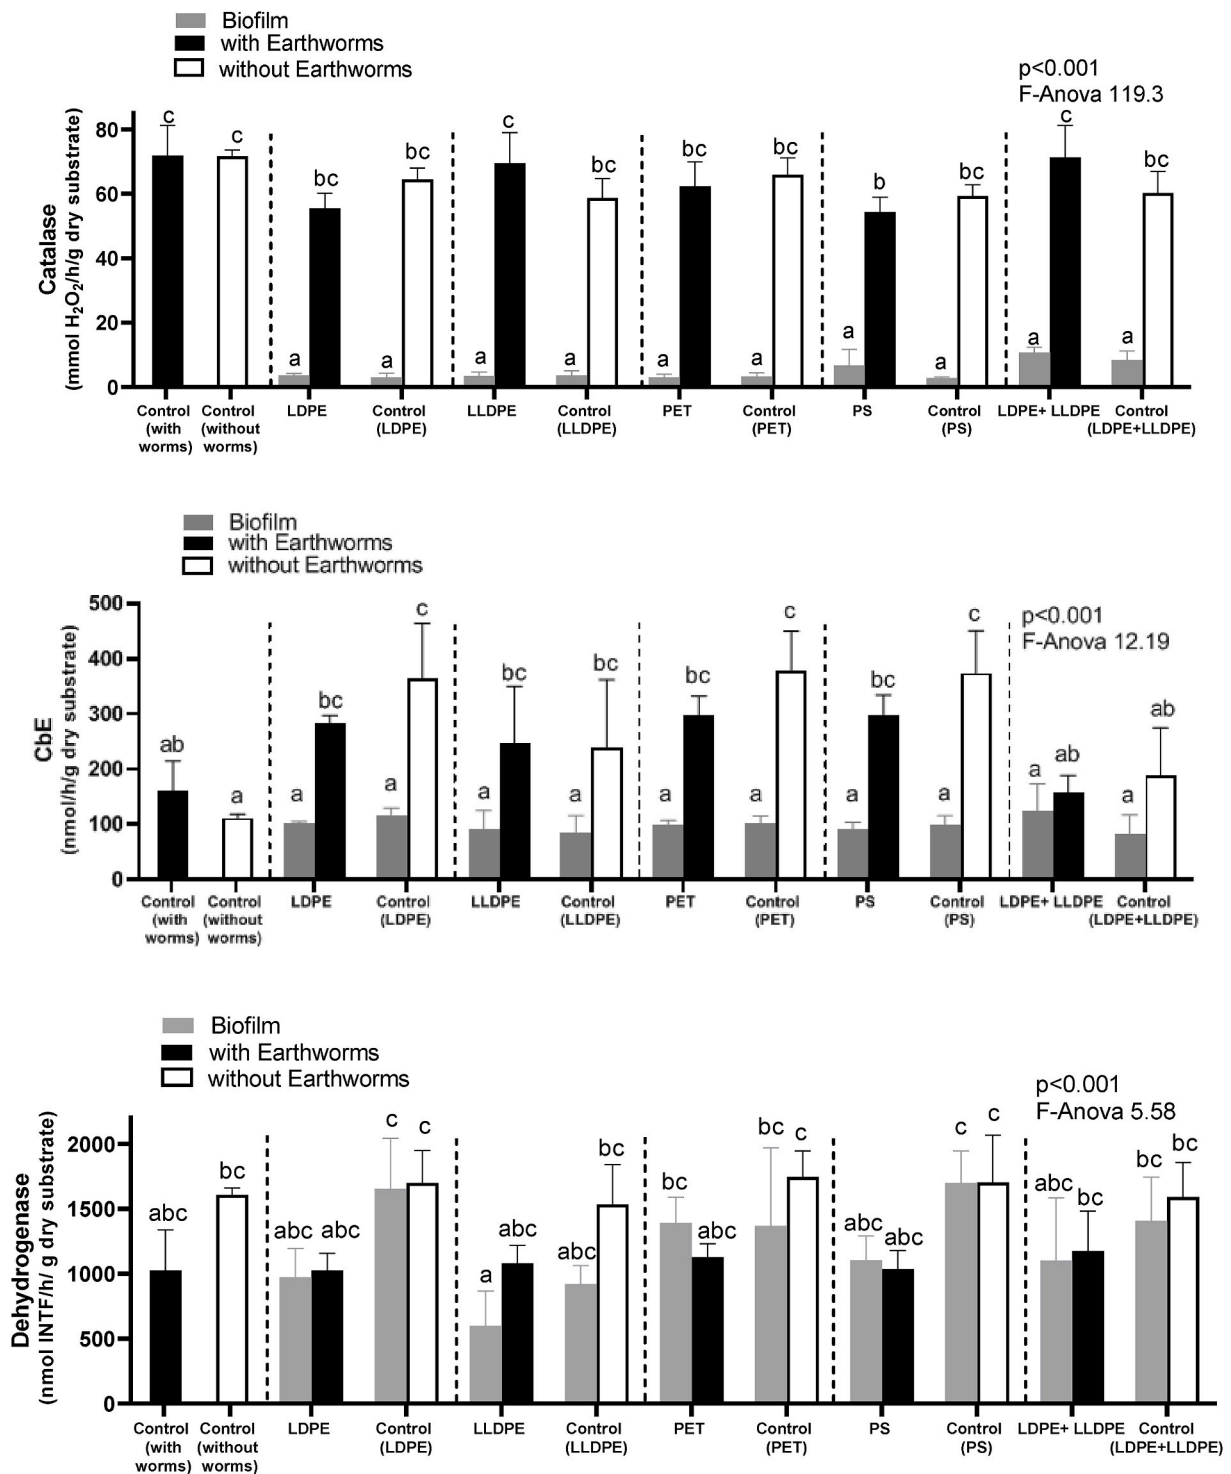 Biofilm
with Earthworms
without Earthworms
p<0.001
F-Anova 119.3
Catalase
(mmol H₂O₂/h/g dry substrate)
80
60
40
20
0
c
c
a
bc
a
bc
a
c
a
bc
a
bc
a
bc
a
b
a
bc
a
c
a
bc
Control
(with
worms)
Control
(without
worms)
LDPE
Control
(LDPE)
LLDPE
Control
(LLDPE)
PET
Control
(PET)
PS
Control
(PS)
LDPE+ LLDPE
Control
(LDPE+LLDPE)
Biofilm
with Earthworms
without Earthworms
p<0.001
F-Anova 12.19
CbE
(nmol/h/g dry substrate)
500
400
300
200
100
0
ab
a
a
bc
a
c
a
bc
a
bc
a
bc
a
c
a
bc
a
c
a
ab
a
ab
Control
(with
worms)
Control
(without
worms)
LDPE
Control
(LDPE)
LLDPE
Control
(LLDPE)
PET
Control
(PET)
PS
Control
(PS)
LDPE+ LLDPE
Control
(LDPE+LLDPE)
Biofilm
with Earthworms
without Earthworms
p<0.001
F-Anova 5.58
Dehydrogenase
(nmol INTF/h/ g dry substrate)
2000
1500
1000
500
0
abc
bc
abc
abc
c
c
a
abc
abc
bc
bc
abc
bc
c
abc
abc
c
c
abc
bc
bc
bc
Control
(with
worms)
Control
(without
worms)
LDPE
Control
(LDPE)
LLDPE
Control
(LLDPE)
PET
Control
(PET)
PS
Control
(PS)
LDPE+ LLDPE
Control
(LDPE+LLDPE)